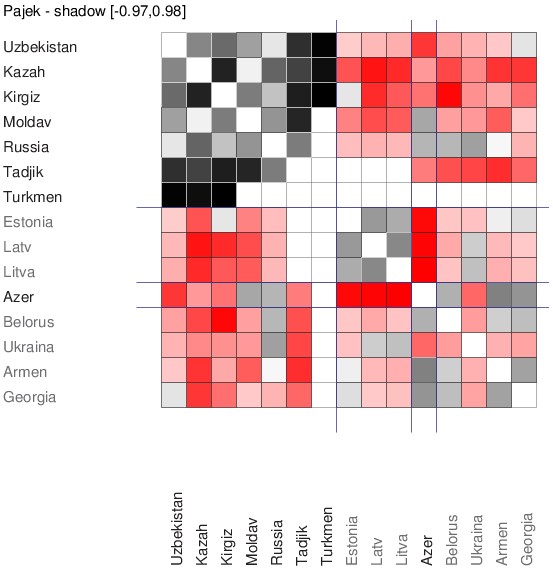 Pajek - shadow [-0.97,0.98]
Uzbekistan
Kazah
Kirgiz
Moldav
Russia
Tadjik
Turkmen
Estonia
Latv
Litva
Azer
Belorus
Ukraina
Armen
Georgia
Uzbekistan
Kazah
Kirgiz
Moldav
Russia
Tadjik
Turkmen
Estonia
Latv
Litva
Azer
Belorus
Ukraina
Armen
Georgia